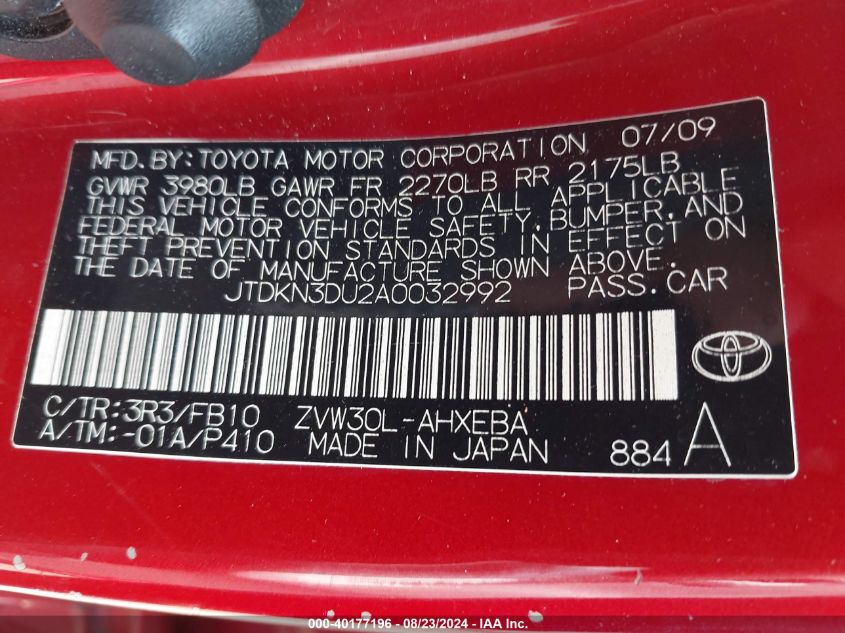 MFD. BY: TOYOTA MOTOR CORPORATION 07/09
GVWR 3980LB GAWR FR 2270LB RR 2175LB
THIS VEHICLE CONFORMS TO ALL APPLICABLE
FEDERAL MOTOR VEHICLE SAFETY, BUMPER, AND
THEFT PREVENTION STANDARDS IN EFFECT ON
THE DATE OF MANUFACTURE SHOWN ABOVE.
JTDKN3DU2A0032992 PASS. CAR
C/TR: 3R3/FB10 ZVW30L-AHXEBA
A/TM: -01A/P410 MADE IN JAPAN 884 A
000-40177196 - 08/23/2024 - IAA, Inc.